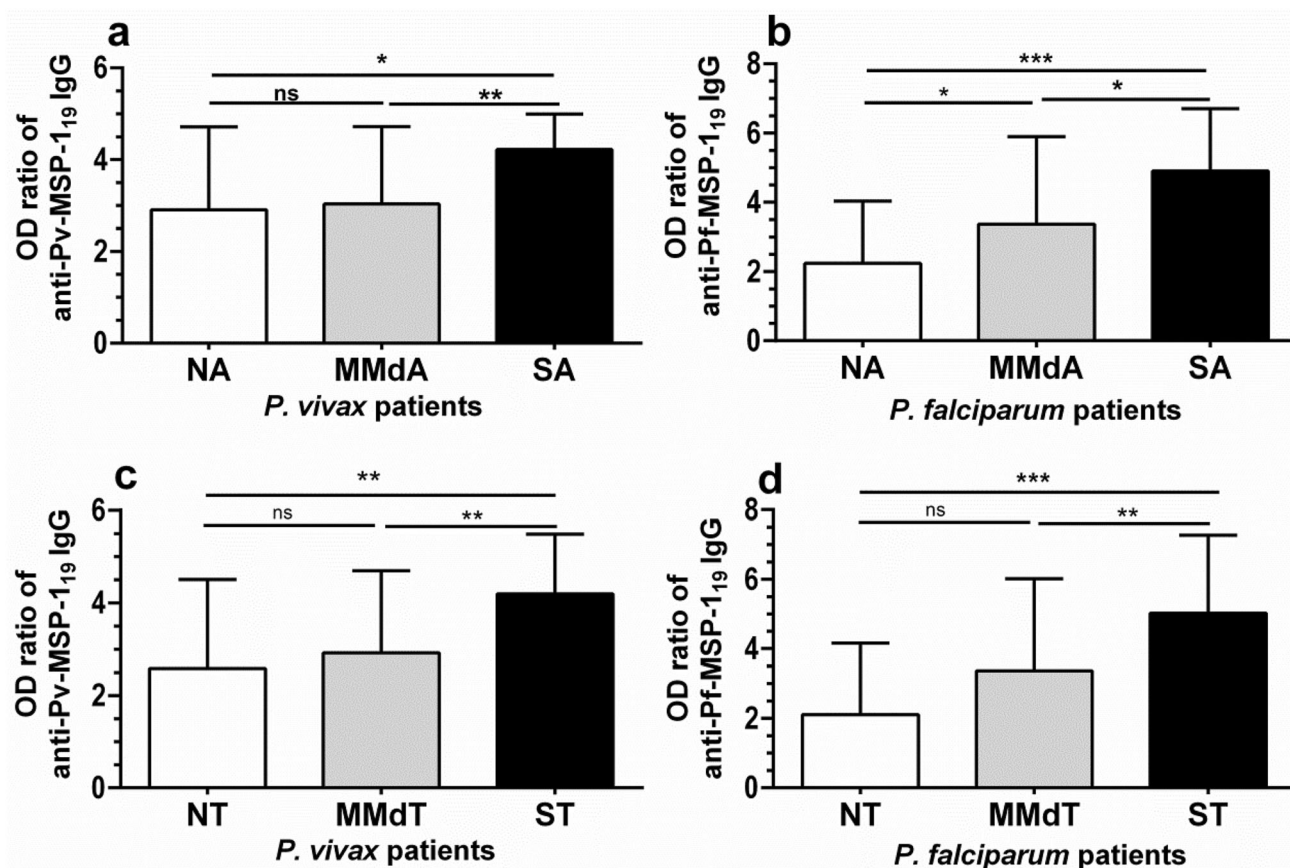 a
OD ratio of
anti-Pv-MSP-1₁₉ IgG
6
4
2
0
*
ns
**
NA MMdA SA
P. vivax patients
b
OD ratio of
anti-Pf-MSP-1₁₉ IgG
8
6
4
2
0
***
*
*
NA MMdA SA
P. falciparum patients
c
OD ratio of
anti-Pv-MSP-1₁₉ IgG
6
4
2
0
**
ns
**
NT MMdT ST
P. vivax patients
d
OD ratio of
anti-Pf-MSP-1₁₉ IgG
8
6
4
2
0
***
ns
**
NT MMdT ST
P. falciparum patients